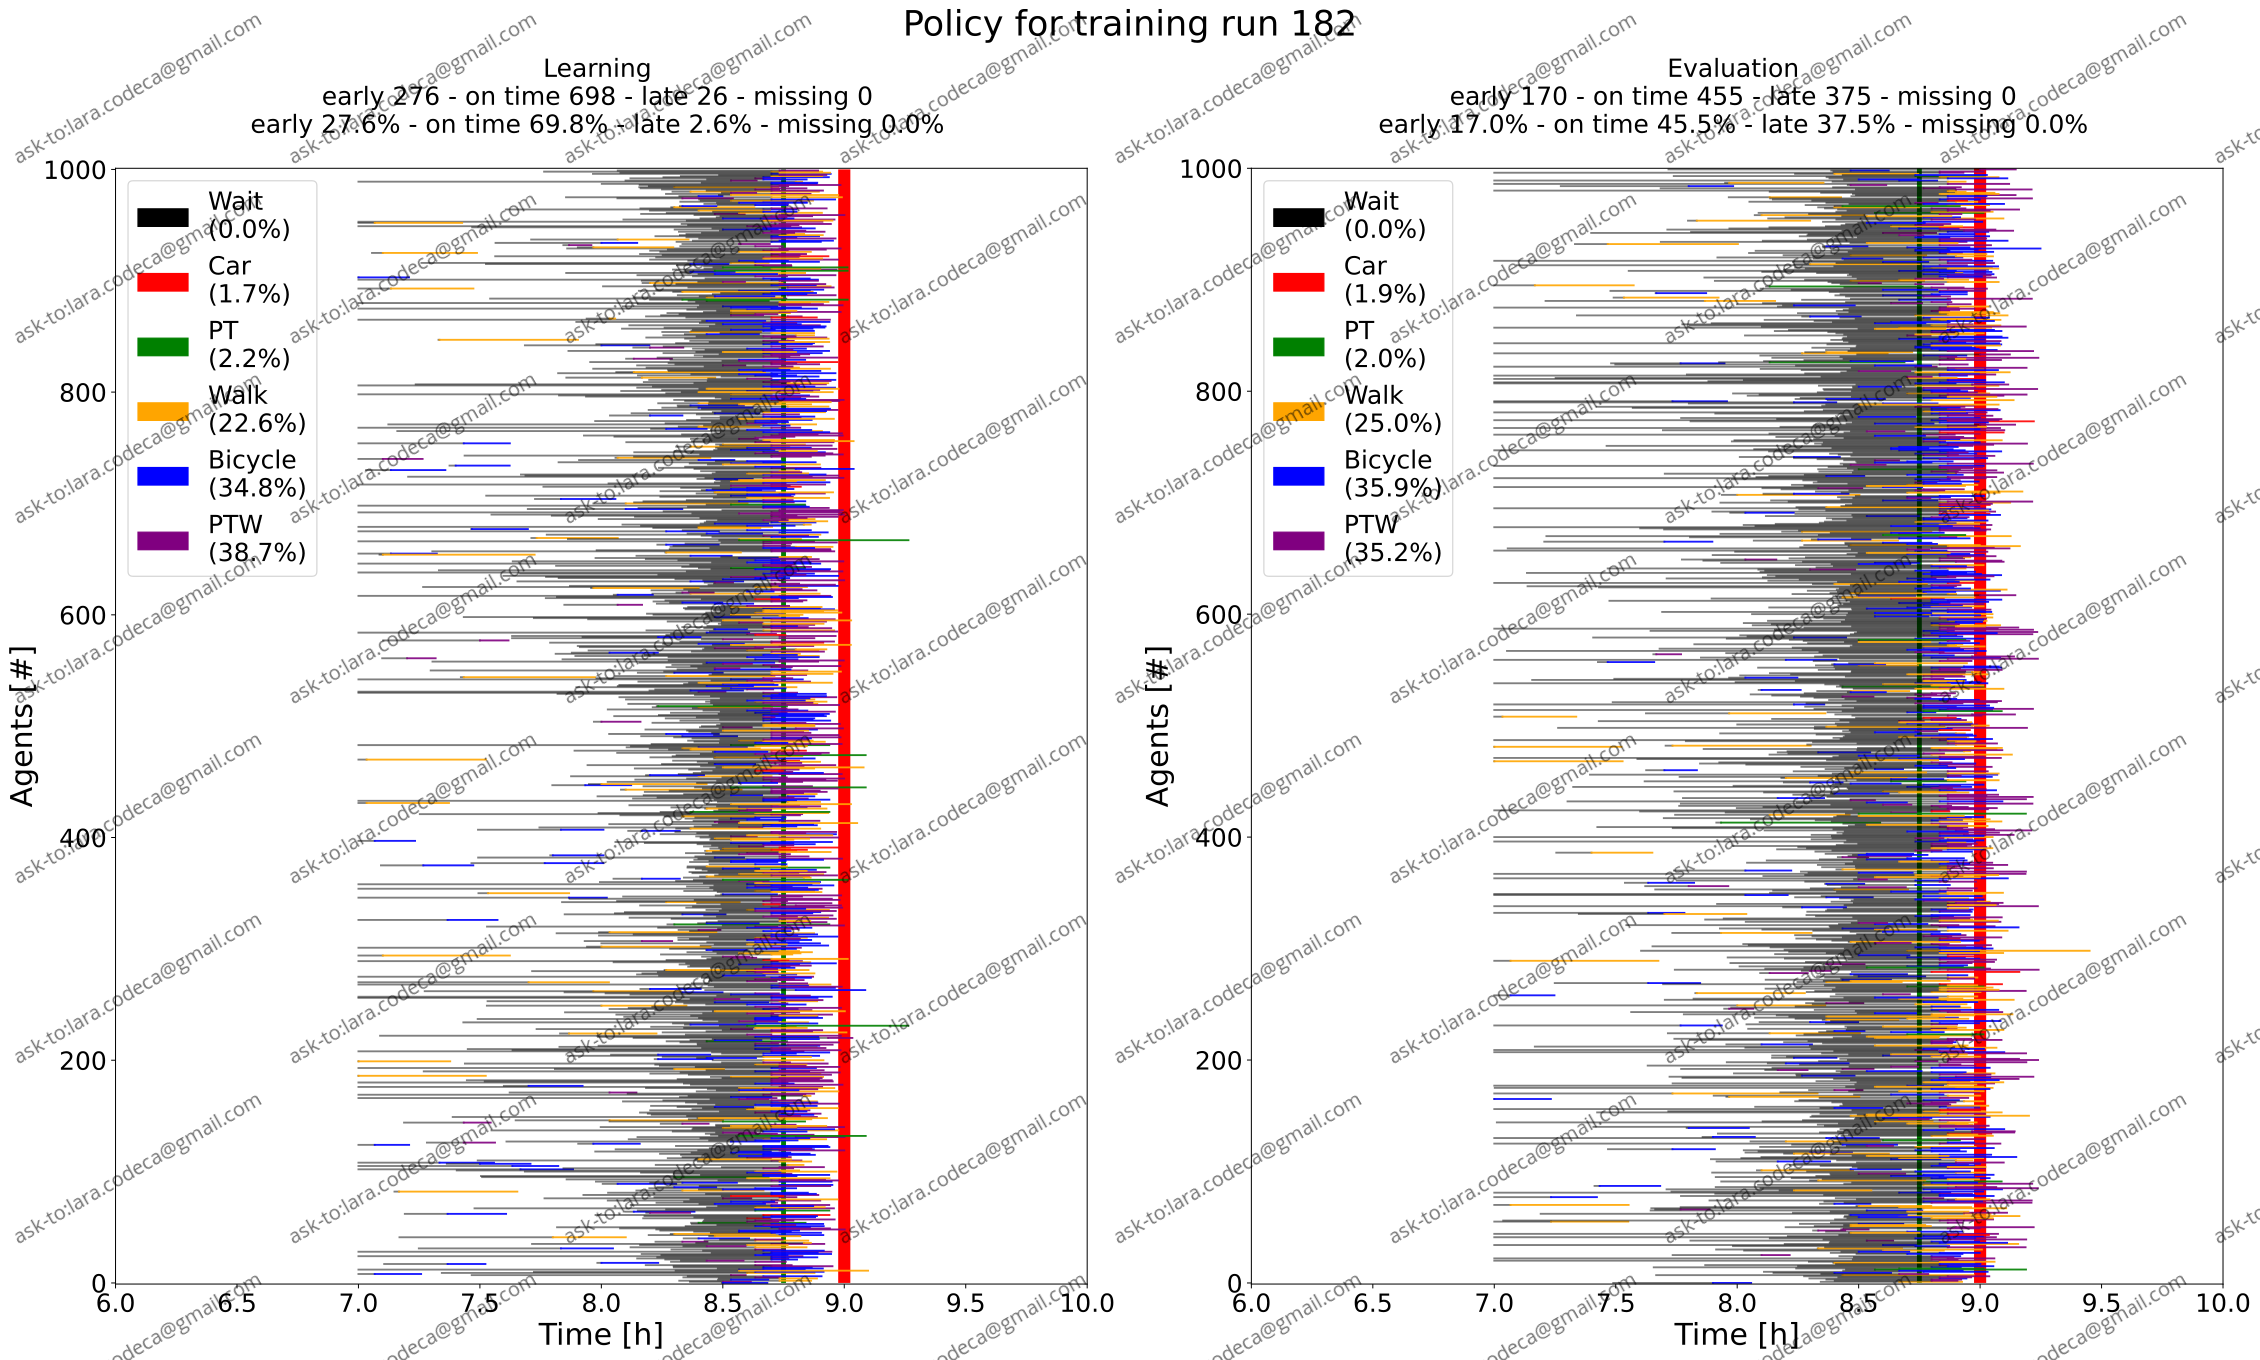 Policy for training run 182
Learning
early 276 - on time 698 - late 26 - missing 0
early 27.6% - on time 69.8% - late 2.6% - missing 0.0%
Agents [#]
1000
800
600
400
200
0
Wait
(0.0%)
Car
(1.7%)
PT
(2.2%)
Walk
(22.6%)
Bicycle
(34.8%)
PTW
(38.7%)
6.0 6.5 7.0 7.5 8.0 8.5 9.0 9.5 10.0
Time [h]
Evaluation
early 170 - on time 455 - late 375 - missing 0
early 17.0% - on time 45.5% - late 37.5% - missing 0.0%
Agents [#]
1000
800
600
400
200
0
Wait
(0.0%)
Car
(1.9%)
PT
(2.0%)
Walk
(25.0%)
Bicycle
(35.9%)
PTW
(35.2%)
6.0 6.5 7.0 7.5 8.0 8.5 9.0 9.5 10.0
Time [h]
ask-to:lara.codeca@gmail.com